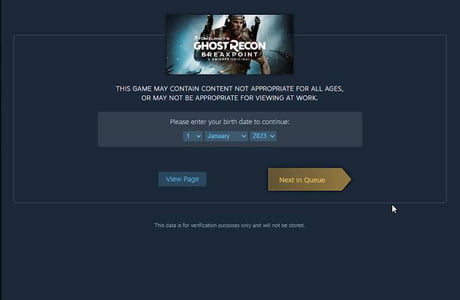 TOM CLANCY'S
GHOST RECON
BREAKPOINT
THIS GAME MAY CONTAIN CONTENT NOT APPROPRIATE FOR ALL AGES,
OR MAY NOT BE APPROPRIATE FOR VIEWING AT WORK.
Please enter your birth date to continue:
1 January 2023
View Page
Next in Queue
This data is for verification purposes only and will not be stored.